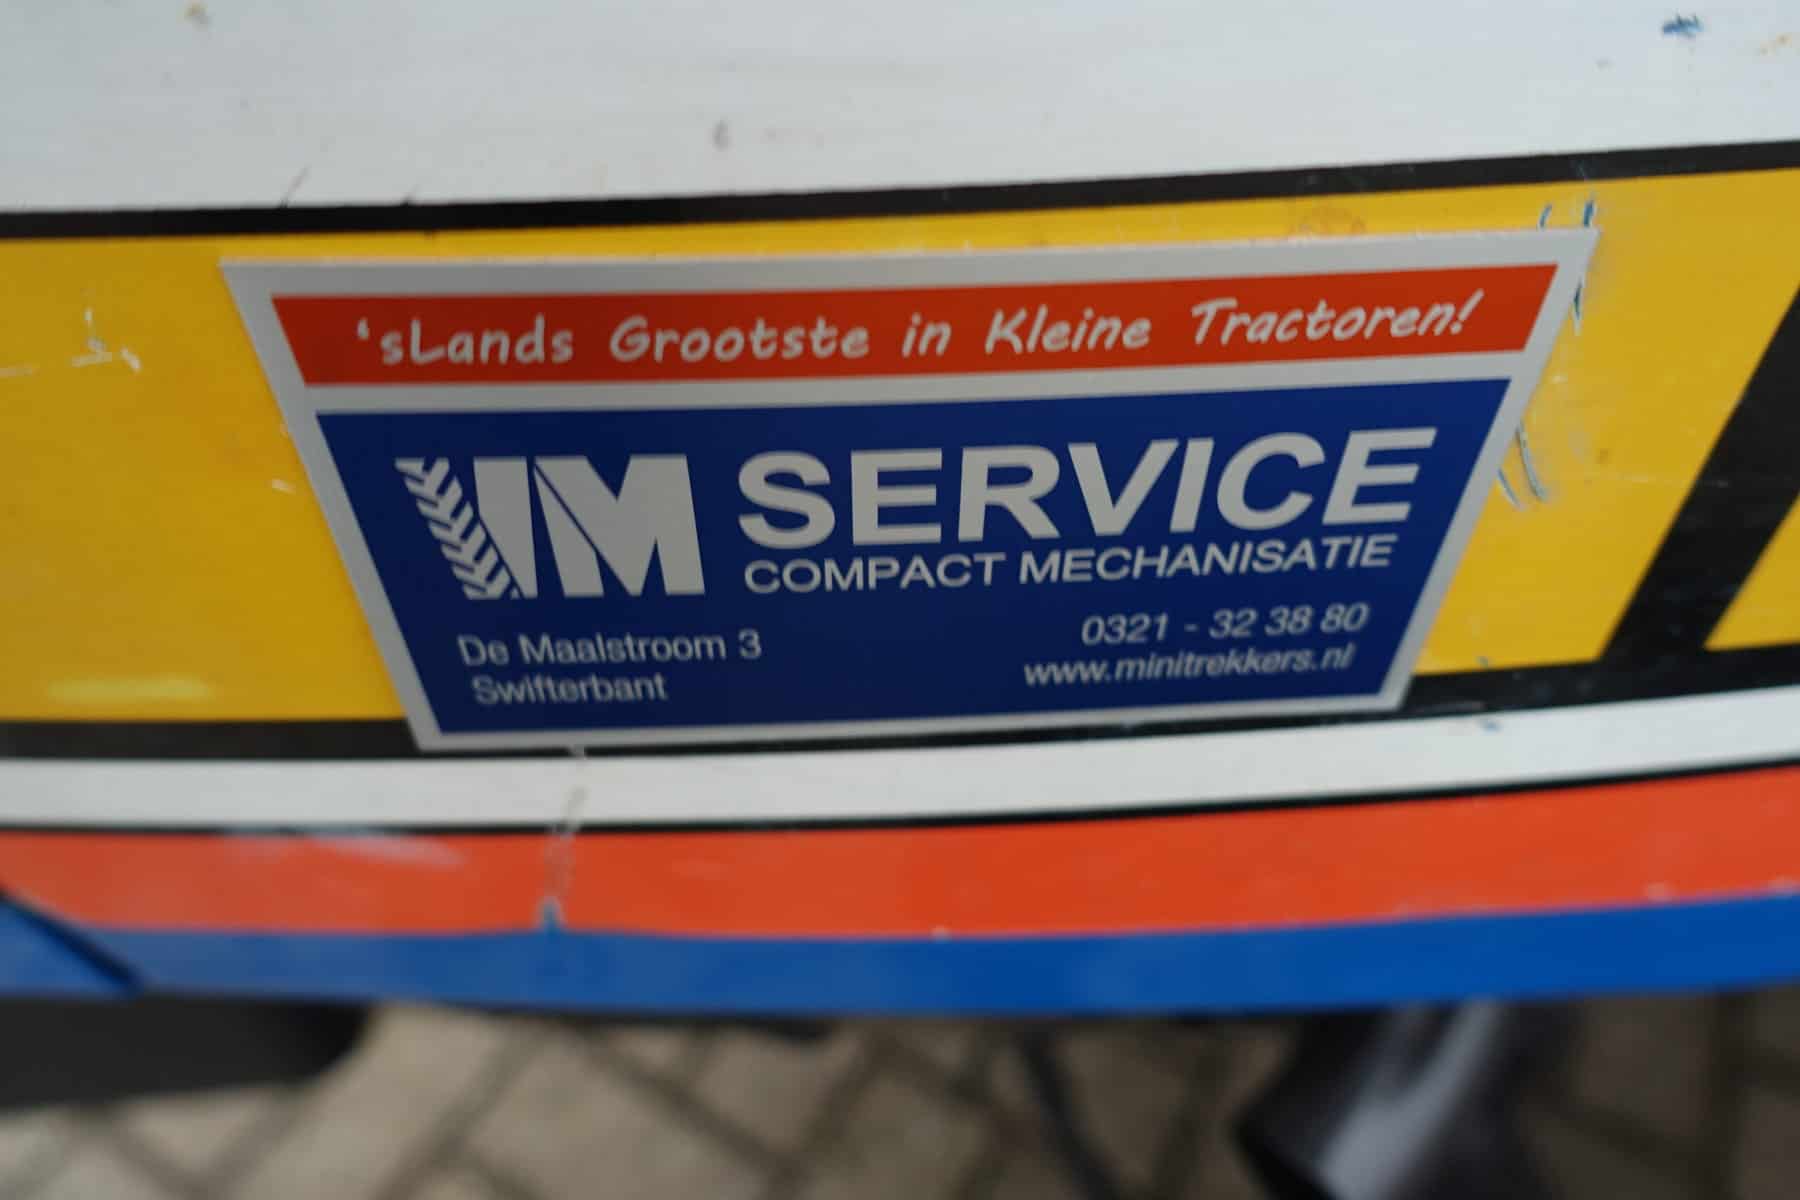 'sLands Grootste in Kleine Tractoren!
IM SERVICE
COMPACT MECHANISATIE
De Maalstroom 3
Swifterbant
0321 - 32 38 80
www.minitrekkers.nl